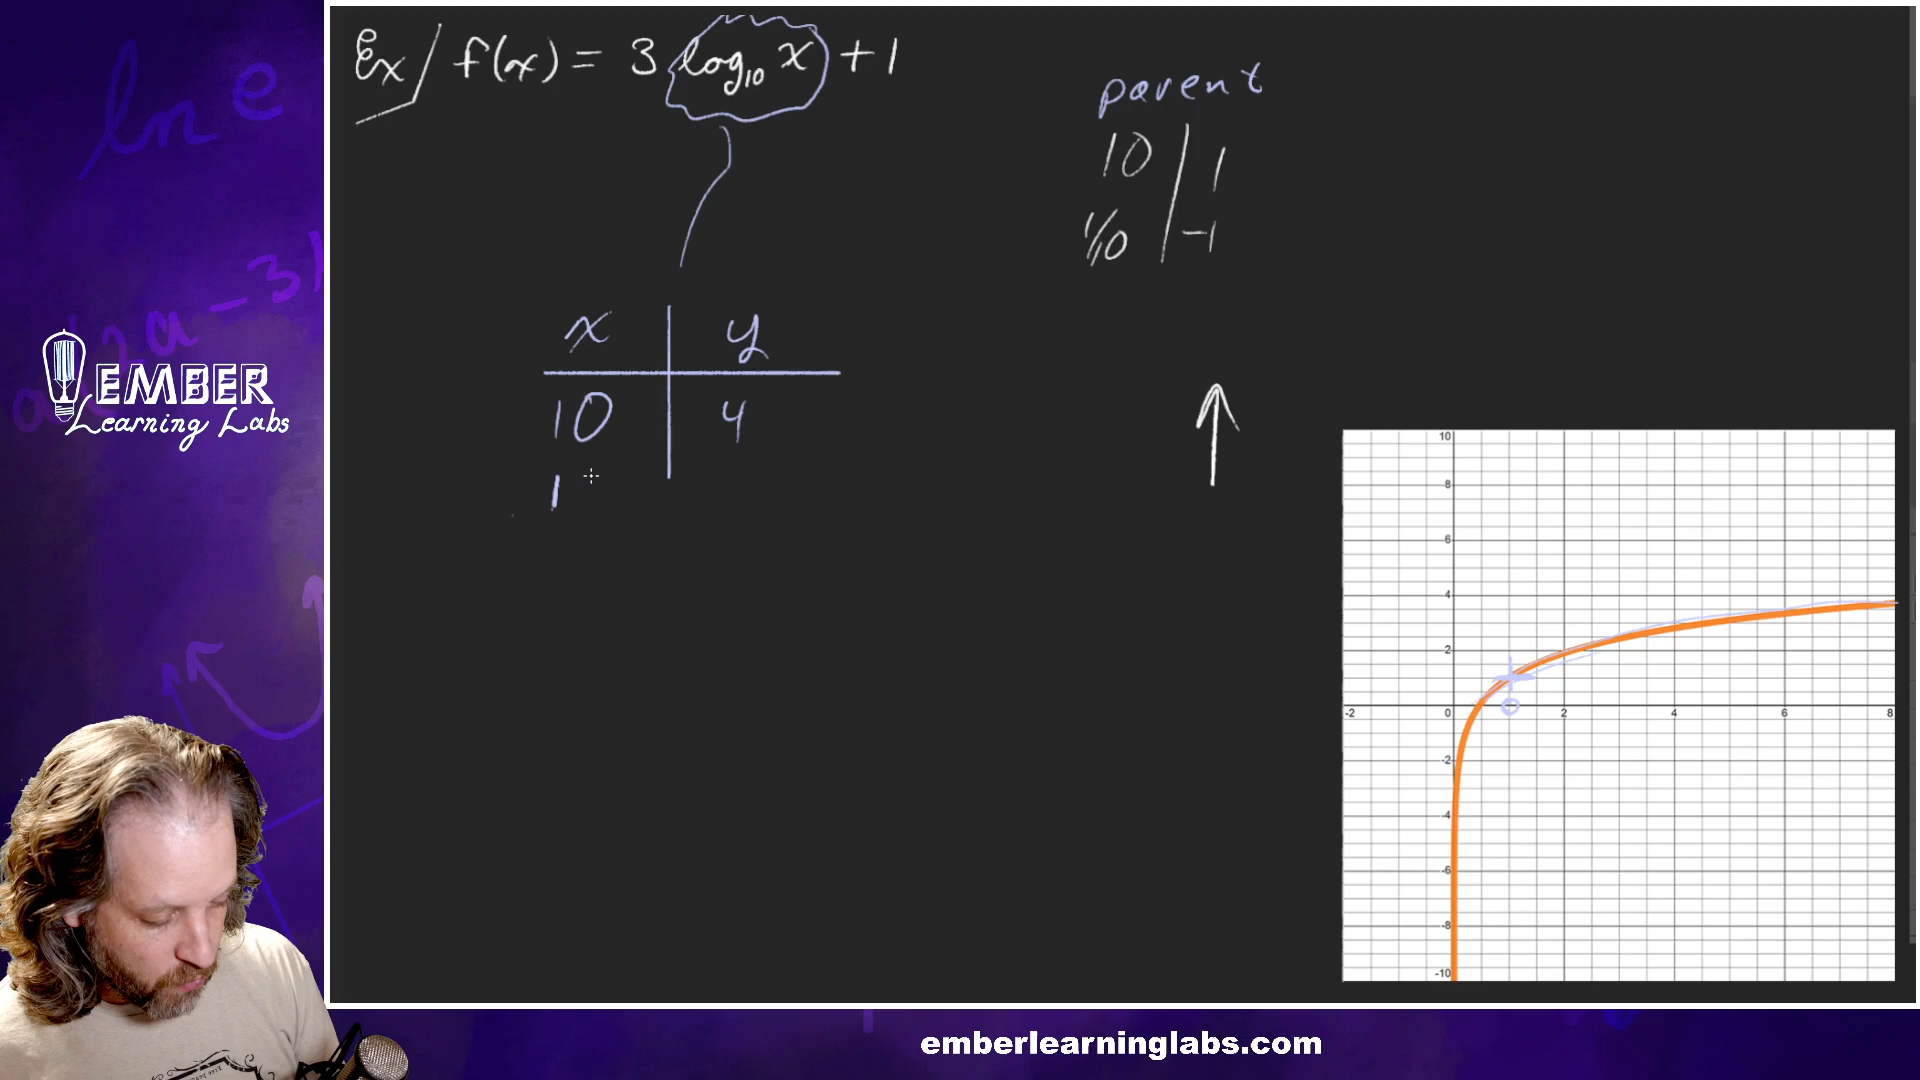 Ex/ f(x) = 3 log₁₀ x + 1
parent
10 | 1
1/10 | -1
x | y
10 | 4
1
ln e
EMBER
Learning Labs
10
8
6
4
2
-2 0 2 4 6 8
-2
-4
-6
-8
-10
emberlearninglabs.com